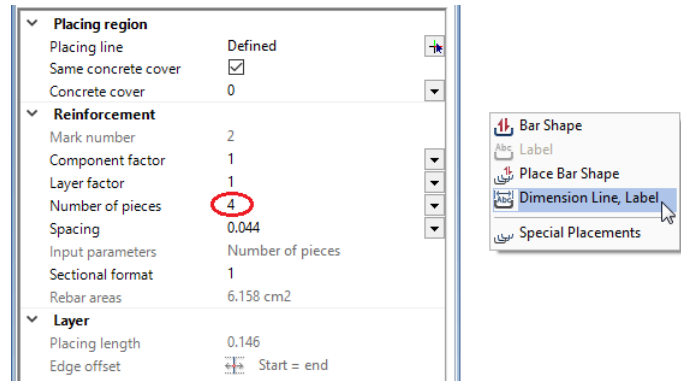 Placing region
Placing line Defined
Same concrete cover
Concrete cover 0
Reinforcement
Mark number 2
Component factor 1
Layer factor 1
Number of pieces 4
Spacing 0.044
Input parameters Number of pieces
Sectional format 1
Rebar areas 6.158 cm2
Layer
Placing length 0.146
Edge offset Start = end
Bar Shape
Abc Label
Place Bar Shape
Abc Dimension Line, Label
Special Placements